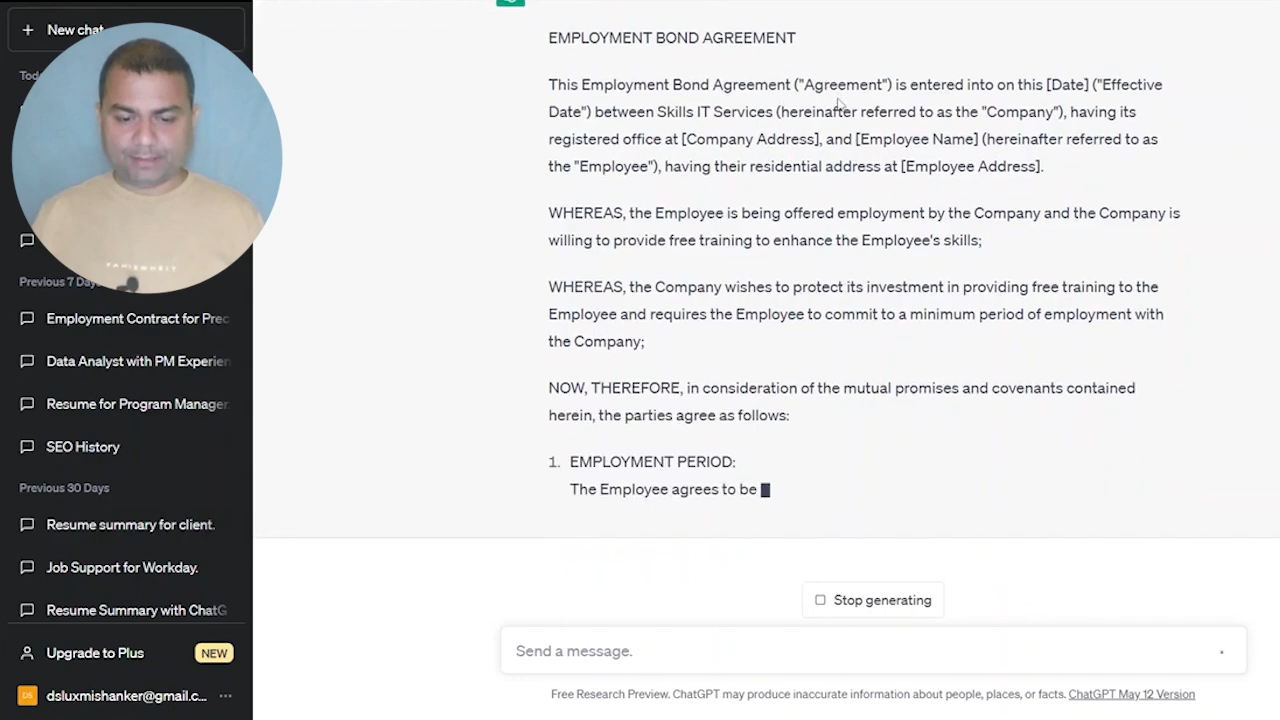 + New chat
Today
Previous 7 Days
Employment Contract for Prec
Data Analyst with PM Experien
Resume for Program Manager
SEO History
Previous 30 Days
Resume summary for client.
Job Support for Workday.
Resume Summary with ChatG
Upgrade to Plus
NEW
DS
dsluxmishanker@gmail.c...
FAHRENHEIT
EMPLOYMENT BOND AGREEMENT
This Employment Bond Agreement ("Agreement") is entered into on this [Date] ("Effective
Date") between Skills IT Services (hereinafter referred to as the "Company"), having its
registered office at [Company Address], and [Employee Name] (hereinafter referred to as
the "Employee"), having their residential address at [Employee Address].
WHEREAS, the Employee is being offered employment by the Company and the Company is
willing to provide free training to enhance the Employee's skills;
WHEREAS, the Company wishes to protect its investment in providing free training to the
Employee and requires the Employee to commit to a minimum period of employment with
the Company;
NOW, THEREFORE, in consideration of the mutual promises and covenants contained
herein, the parties agree as follows:
1. EMPLOYMENT PERIOD:
The Employee agrees to be
Stop generating
Send a message.
Free Research Preview. ChatGPT may produce inaccurate information about people, places, or facts. ChatGPT May 12 Version